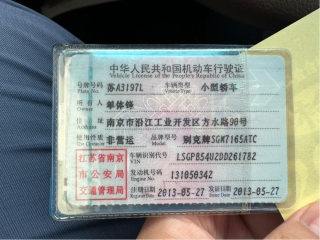 中华人民共和国机动车行驶证
Vehicle License of the People's Republic of China
号牌号码 苏A3197L 车辆类型 小型轿车
Plate No. Vehicle Type
所有人 单体锋
Owner
住址 南京市沿江工业开发区方水路90号
Address
使用性质 非营运 品牌型号 别克牌SGM7165ATC
Use Character Model
江苏省南京 车辆识别代号 LSGPB54U2DD261782
VIN
市公安局 发动机号码 131050342
Engine No.
交通管理局 注册日期 2013-05-27 发证日期 2013-05-27
Register Date Issue Date